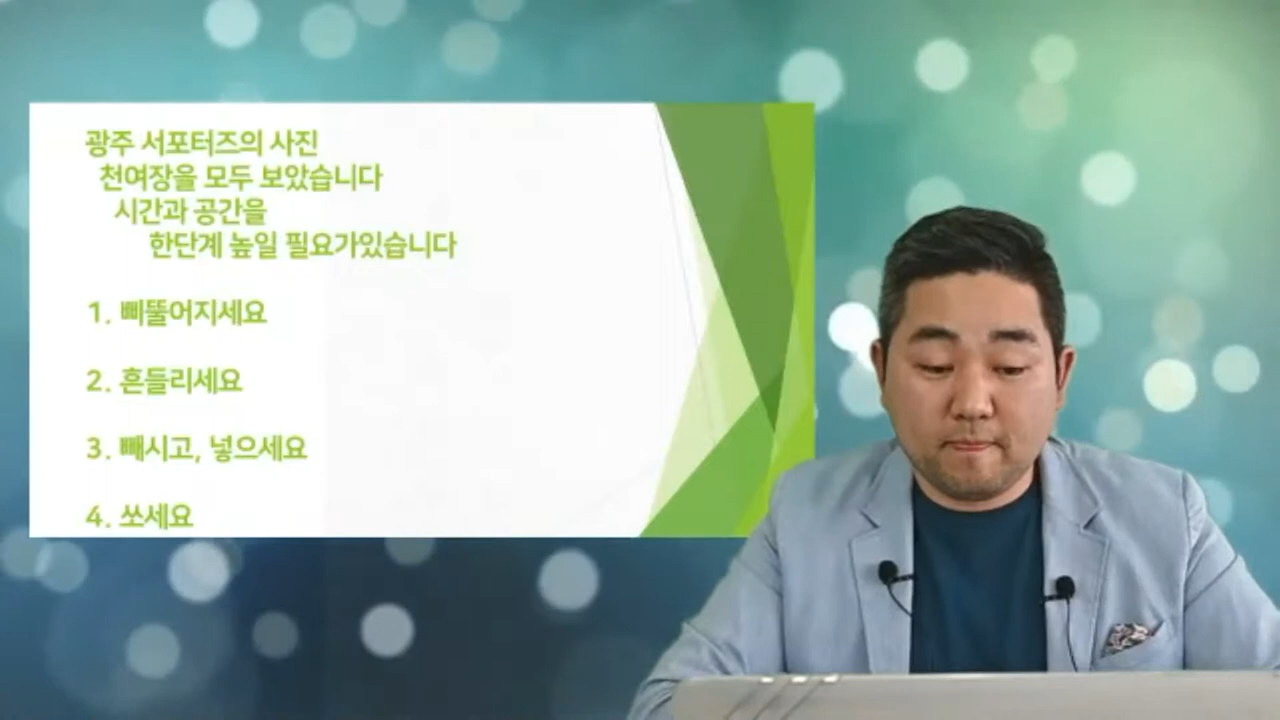 광주 서포터즈의 사진
천여장을 모두 보았습니다
시간과 공간을
한단계 높일 필요가있습니다
1. 삐뚤어지세요
2. 흔들리세요
3. 빼시고, 넣으세요
4. 쏘세요